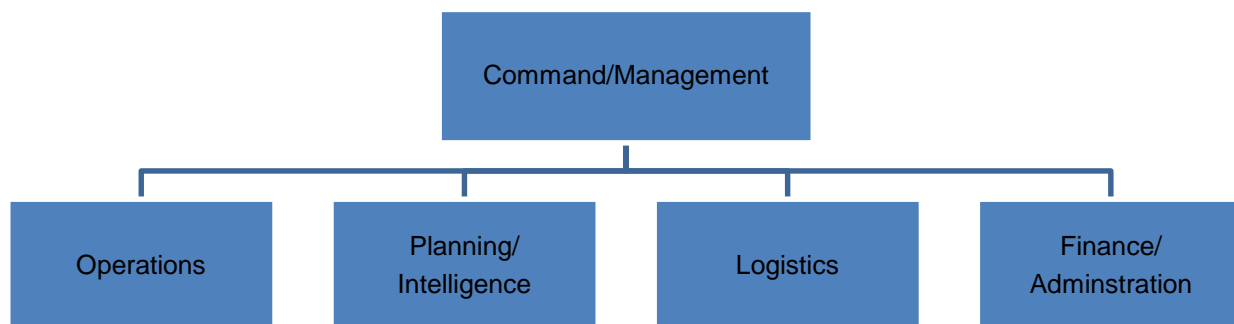 Command/Management
Operations
Planning/
Intelligence
Logistics
Finance/
Adminstration